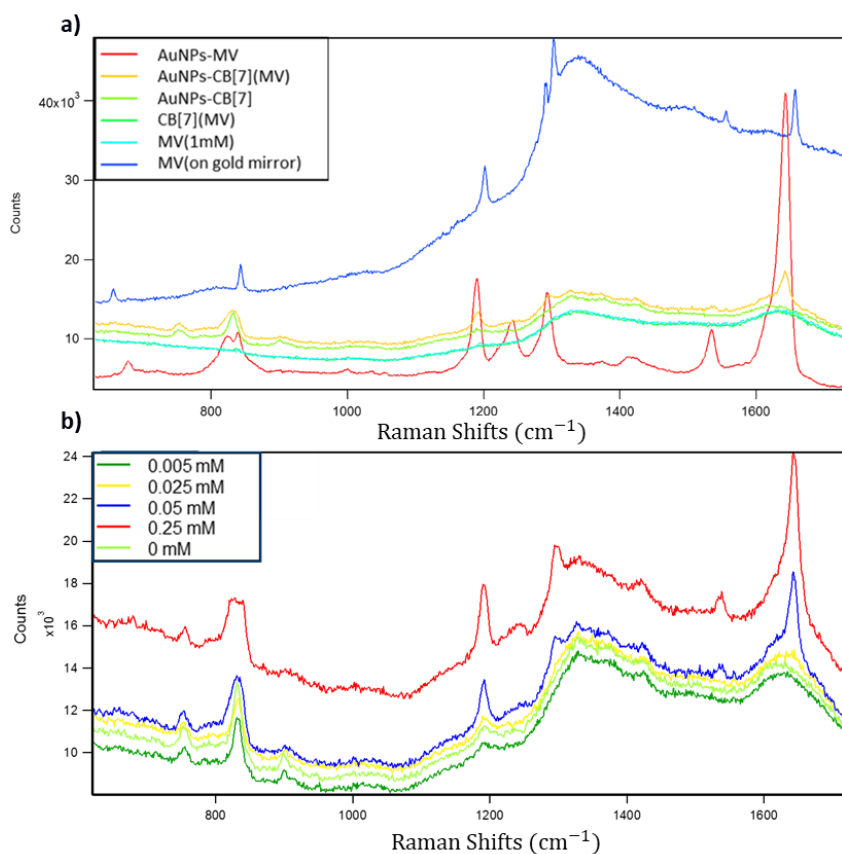 a)
AuNPs-MV
AuNPs-CB[7](MV)
AuNPs-CB[7]
CB[7](MV)
MV(1mM)
MV(on gold mirror)
40x10³
30
20
10
Counts
800
1000
1200
1400
1600
Raman Shifts (cm⁻¹)
b)
0.005 mM
0.025 mM
0.05 mM
0.25 mM
0 mM
24
22
20
18
16
14
12
10
Counts
x10³
800
1000
1200
1400
1600
Raman Shifts (cm⁻¹)